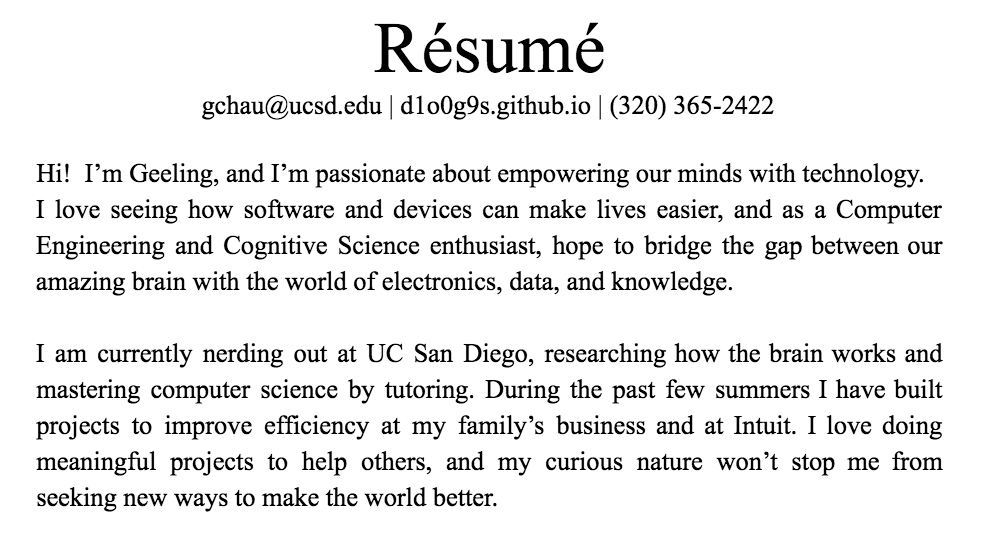 Résumé
gchau@ucsd.edu | d1o0g9s.github.io | (320) 365-2422
Hi!  I’m Geeling, and I’m passionate about empowering our minds with technology.
I love seeing how software and devices can make lives easier, and as a Computer
Engineering and Cognitive Science enthusiast, hope to bridge the gap between our
amazing brain with the world of electronics, data, and knowledge.
I am currently nerding out at UC San Diego, researching how the brain works and
mastering computer science by tutoring. During the past few summers I have built
projects to improve efficiency at my family’s business and at Intuit. I love doing
meaningful projects to help others, and my curious nature won’t stop me from
seeking new ways to make the world better.